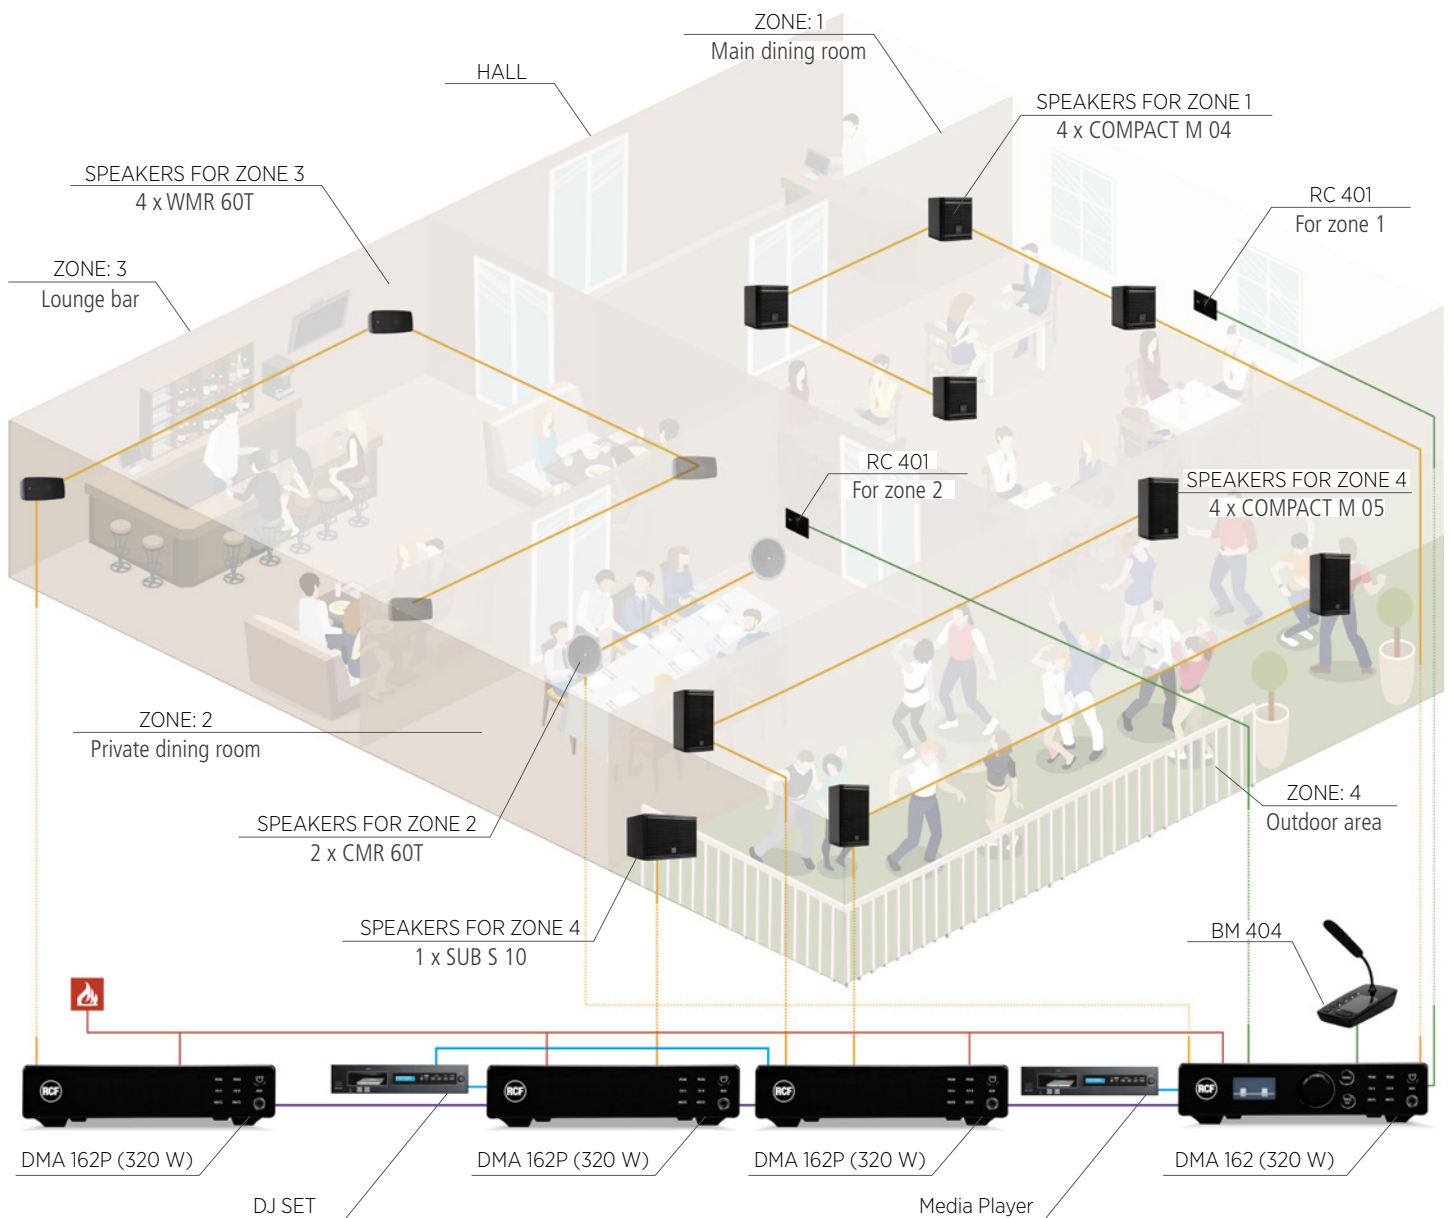 ZONE: 1
Main dining room
HALL
SPEAKERS FOR ZONE 1
4 x COMPACT M 04
SPEAKERS FOR ZONE 3
4 x WMR 60T
RC 401
For zone 1
ZONE: 3
Lounge bar
RC 401
For zone 2
SPEAKERS FOR ZONE 4
4 x COMPACT M 05
ZONE: 2
Private dining room
ZONE: 4
Outdoor area
SPEAKERS FOR ZONE 2
2 x CMR 60T
SPEAKERS FOR ZONE 4
1 x SUB S 10
BM 404
RCF
RCF
RCF
RCF
DMA 162P (320 W)
DMA 162P (320 W)
DMA 162P (320 W)
DMA 162 (320 W)
DJ SET
Media Player